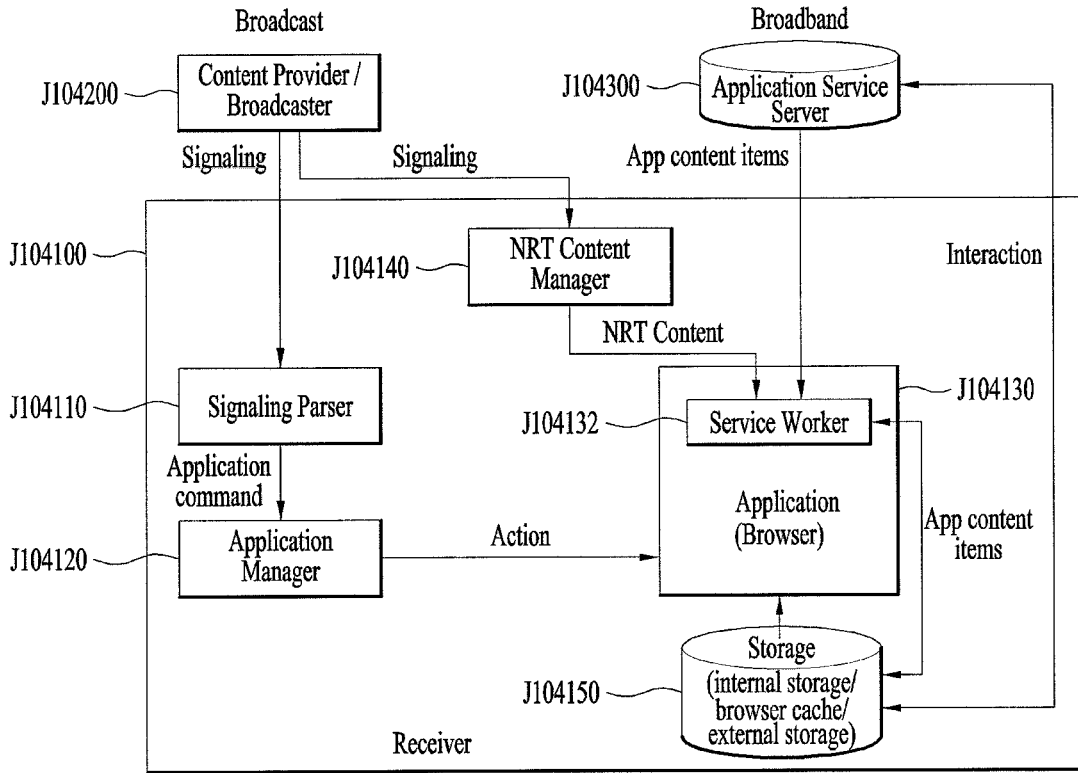 Broadcast
Broadband
J104200
Content Provider /
Broadcaster
J104300
Application Service
Server
Signaling
Signaling
App content items
J104100
J104140
NRT Content
Manager
Interaction
NRT Content
J104110
Signaling Parser
J104130
J104132
Service Worker
Application
command
Application
(Browser)
App content
items
J104120
Application
Manager
Action
Storage
(internal storage/
browser cache/
external storage)
J104150
Receiver